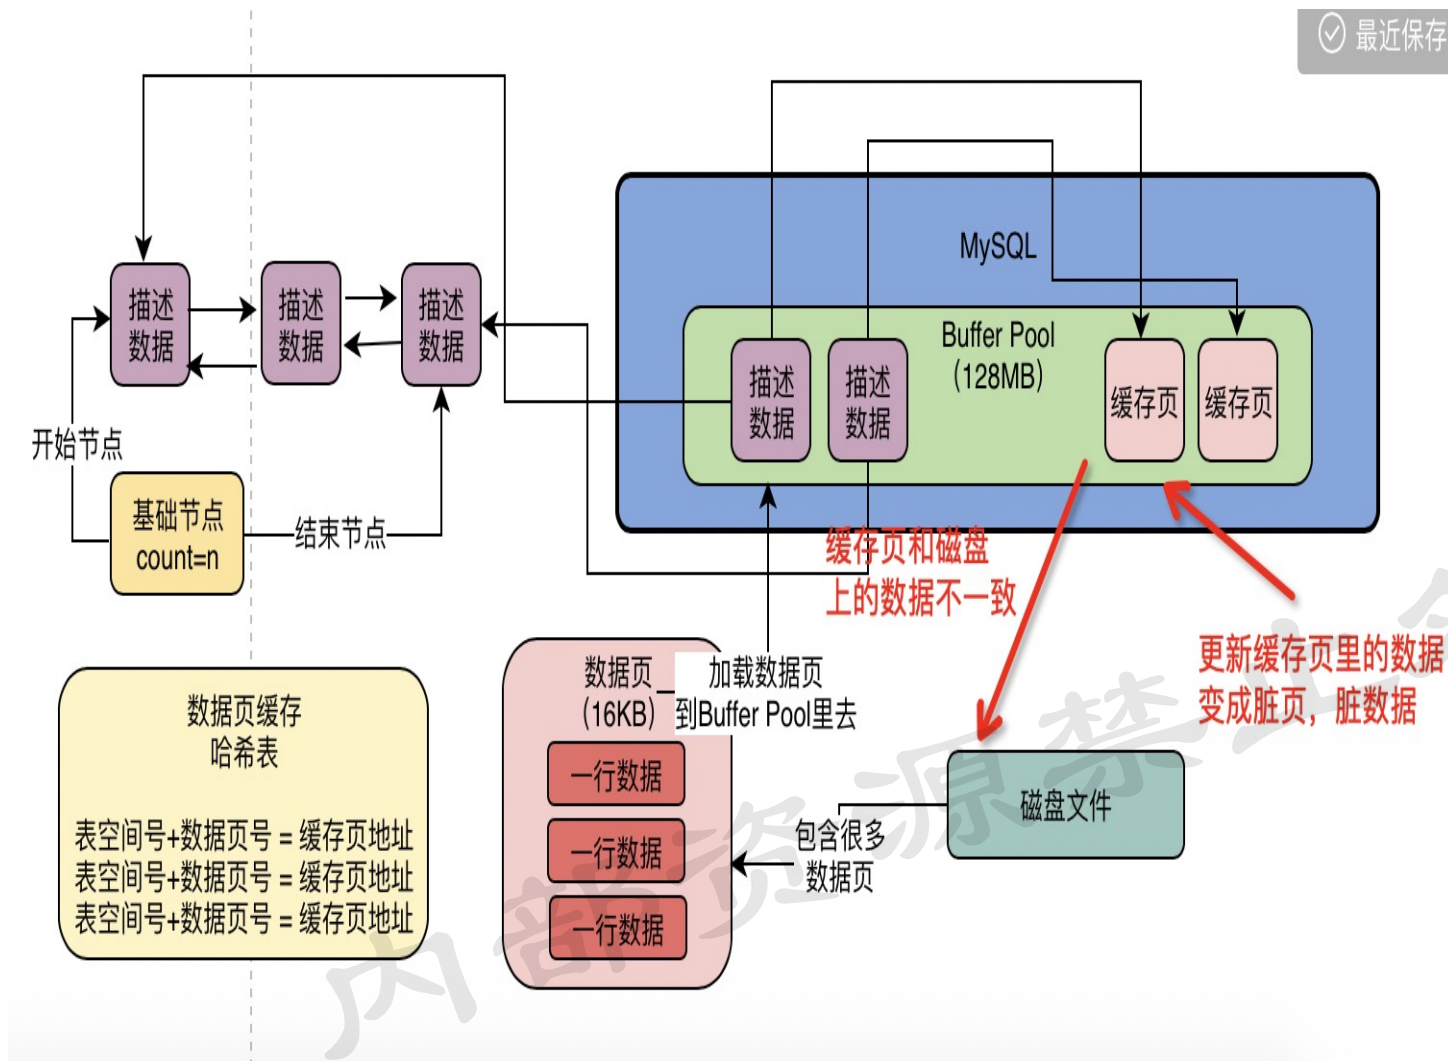 最近保存
MySQL
Buffer Pool
（128MB）
描述
数据
描述
数据
描述
数据
描述
数据
描述
数据
缓存页
缓存页
开始节点
基础节点
count=n
结束节点
缓存页和磁盘
上的数据不一致
更新缓存页里的数据
变成脏页，脏数据
数据页
（16KB）
加载数据页
到Buffer Pool里去
一行数据
一行数据
一行数据
包含很多
数据页
磁盘文件
数据页缓存
哈希表
表空间号+数据页号 = 缓存页地址
表空间号+数据页号 = 缓存页地址
表空间号+数据页号 = 缓存页地址
内部资源禁止